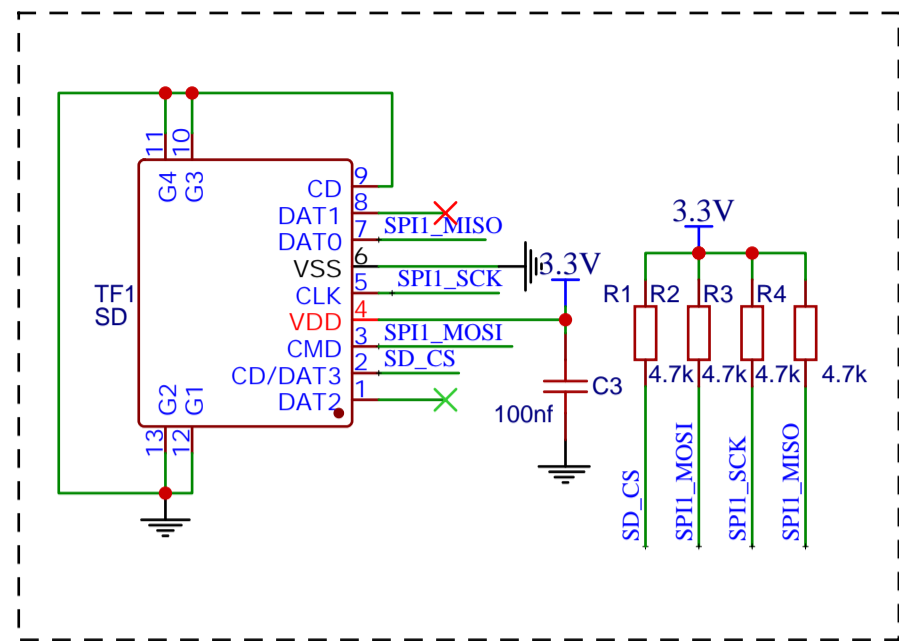 11
10
G4
G3
CD
9
DAT1
8
DAT0
7
SPI1_MISO
VSS
6
CLK
5
SPI1_SCK
VDD
4
3.3V
CMD
3
SPI1_MOSI
CD/DAT3
2
SD_CS
DAT2
1
TF1
SD
G2
G1
13
12
C3
100nf
3.3V
R1
R2
R3
R4
4.7k
4.7k
4.7k
4.7k
SD_CS
SPI1_MOSI
SPI1_SCK
SPI1_MISO